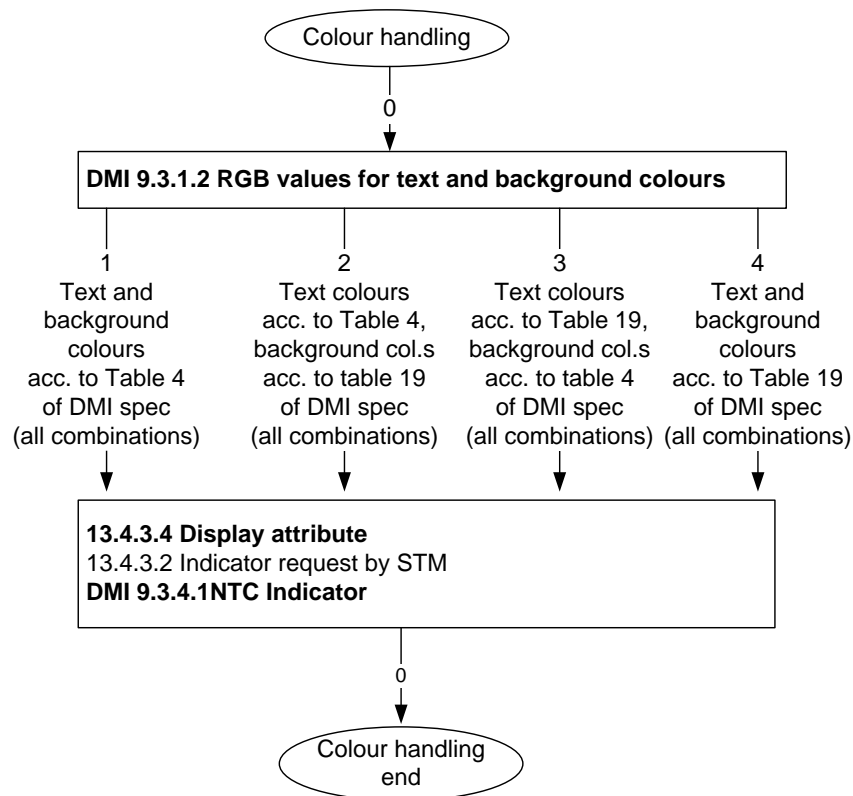 Colour handling
0
DMI 9.3.1.2 RGB values for text and background colours
1
Text and
background
colours
acc. to Table 4
of DMI spec
(all combinations)
2
Text colours
acc. to Table 4,
background col.s
acc. to table 19
of DMI spec
(all combinations)
3
Text colours
acc. to Table 19,
background col.s
acc. to table 4
of DMI spec
(all combinations)
4
Text and
background
colours
acc. to Table 19
of DMI spec
(all combinations)
13.4.3.4 Display attribute
13.4.3.2 Indicator request by STM
DMI 9.3.4.1NTC Indicator
0
Colour handling
end